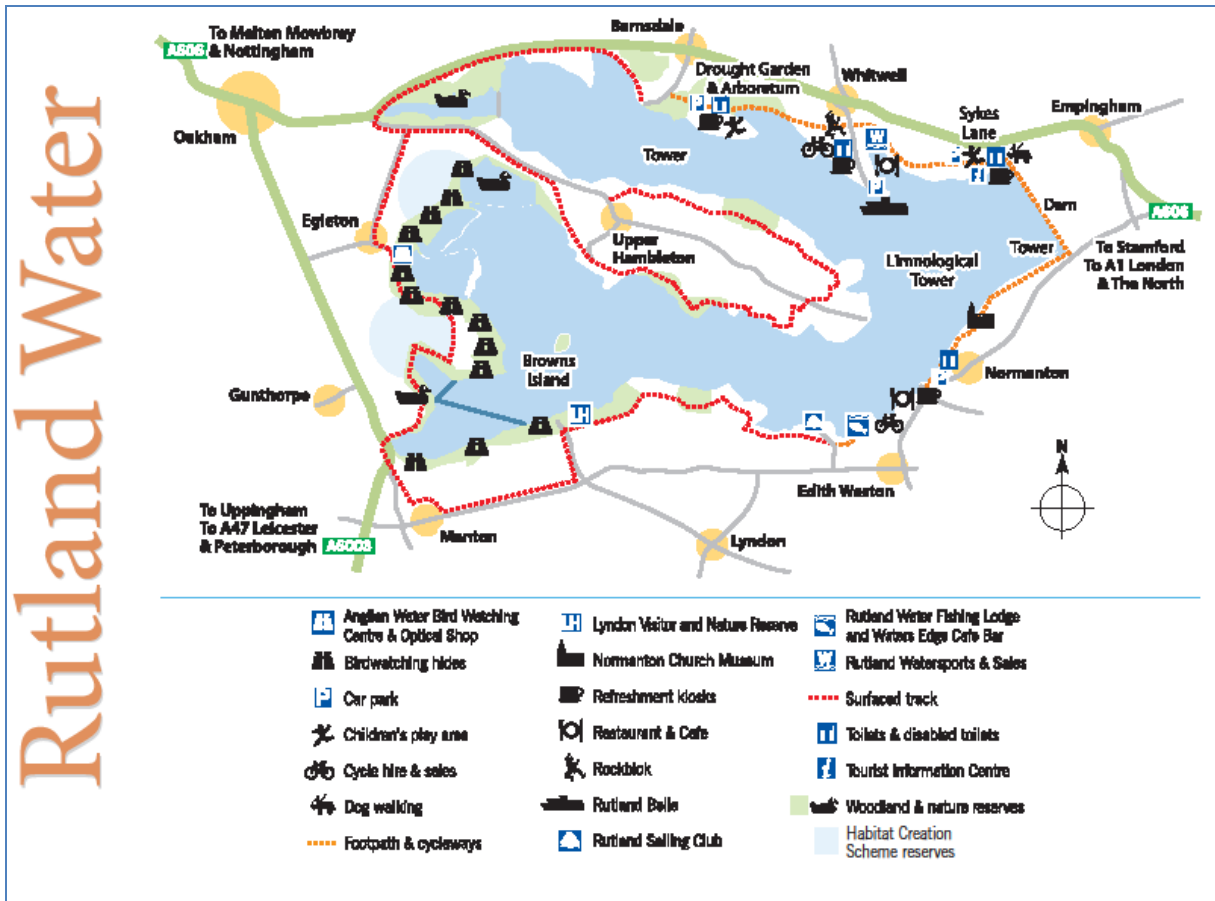 Rutland Water
To Melton Mowbray
& Nottingham
A606
Oakham
Barnsdale
Drought Garden
& Arboretum
Whitwell
Sykes
Lane
Empingham
Tower
Dam
A606
Tower
To Stamford
To A1 London
& The North
Egleton
Upper
Hambleton
Limnological
Tower
Browns
Island
Gunthorpe
Normanton
N
Edith Weston
To Uppingham
To A47 Leicester
& Peterborough
A6003
Manton
Lyndon
Anglian Water Bird Watching
Centre & Optical Shop
Birdwatching hides
P
Car park
Children's play area
Cycle hire & sales
Dog walking
Footpath & cycleways
Lyndon Visitor and Nature Reserve
Normanton Church Museum
Refreshment kiosks
Restaurant & Cafe
Rockblok
Rutland Belle
Rutland Sailing Club
Rutland Water Fishing Lodge
and Waters Edge Cafe Bar
Rutland Watersports & Sales
Surfaced track
Toilets & disabled toilets
Tourist Information Centre
Woodland & nature reserves
Habitat Creation
Scheme reserves